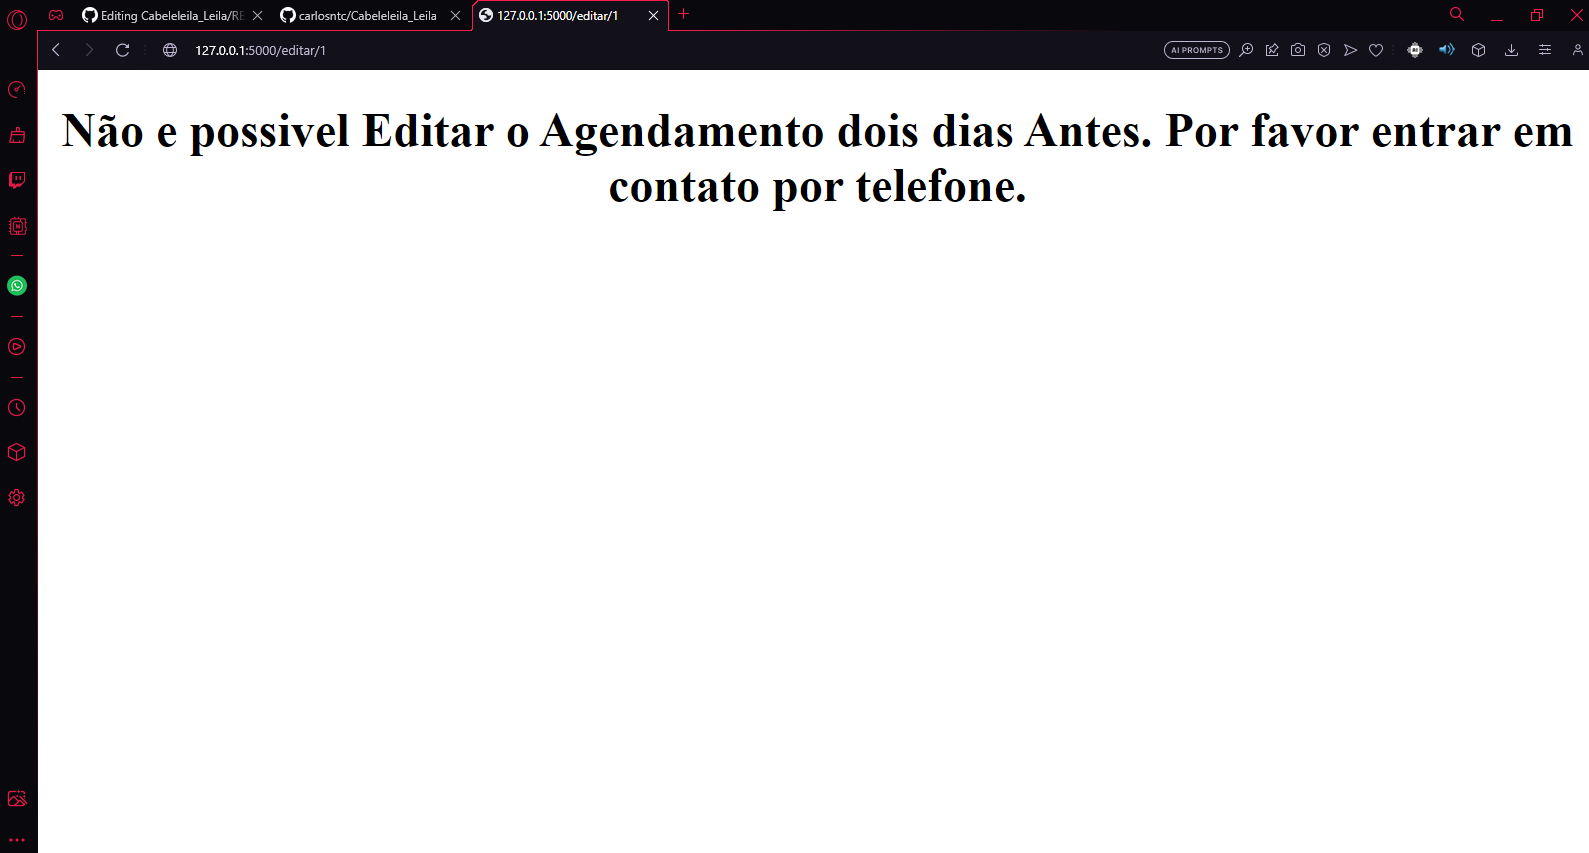 Editing Cabeleleila_Leila/RE
carlosntc/Cabeleleila_Leila
127.0.0.1:5000/editar/1
127.0.0.1:5000/editar/1
AI PROMPTS
Não e possivel Editar o Agendamento dois dias Antes. Por favor entrar em
contato por telefone.